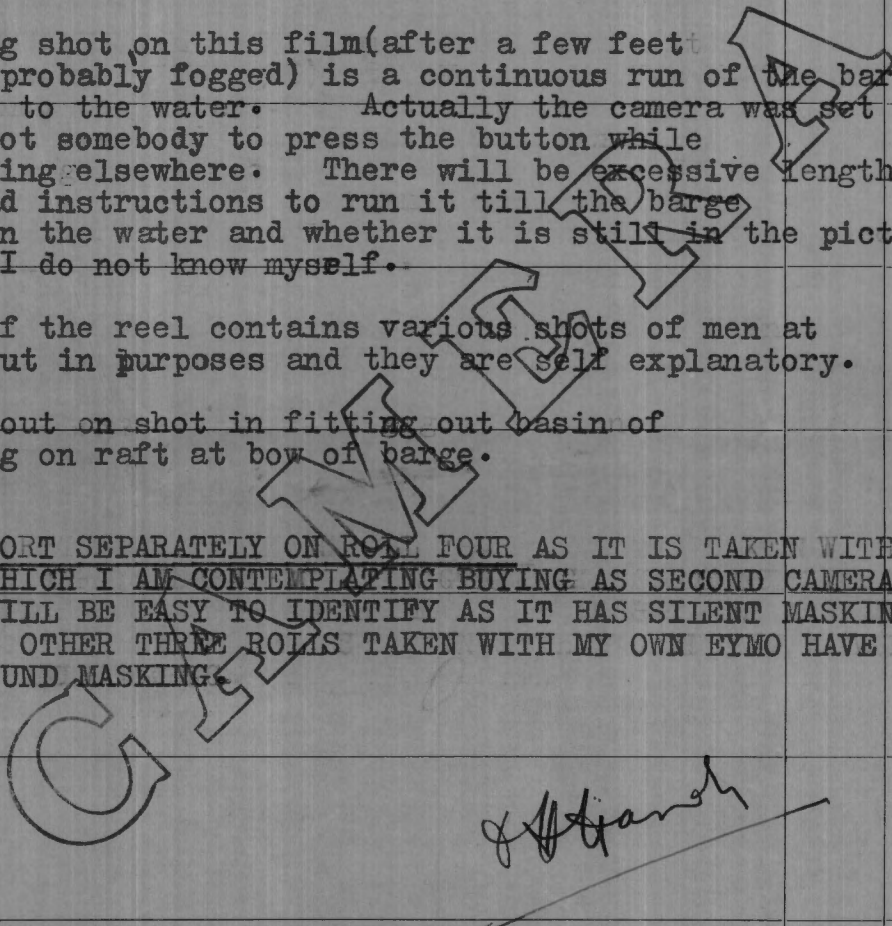 g shot on this film(after a few feet
probably fogged) is a continuous run of the bar
to the water. Actually the camera was set
ot somebody to press the button while
ing elsewhere. There will be excessive length
d instructions to run it till the barge
n the water and whether it is still in the pict
I do not know myself.
f the reel contains various shots of men at
ut in purposes and they are self explanatory.
out on shot in fitting out basin of
g on raft at bow of barge.
ORT SEPARATELY ON ROLL FOUR AS IT IS TAKEN WITH
HICH I AM CONTEMPLATING BUYING AS SECOND CAMERA
ILL BE EASY TO IDENTIFY AS IT HAS SILENT MASKIN
OTHER THREE ROLLS TAKEN WITH MY OWN EYMO HAVE
UND MASKING.
CAMERA